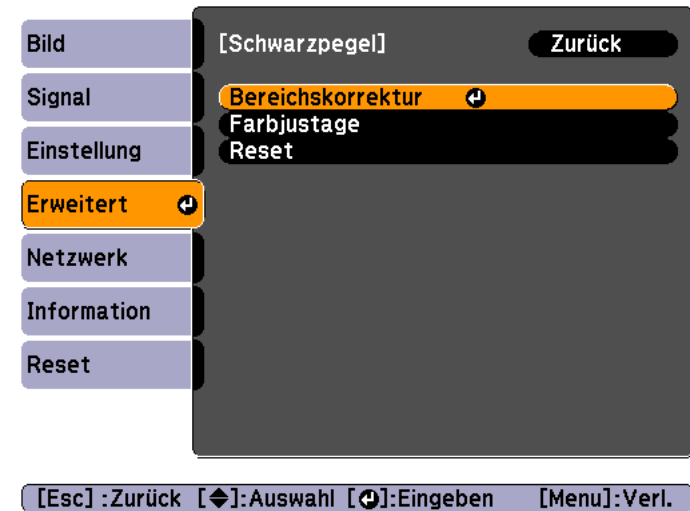 Bild
Signal
Einstellung
Erweitert
Netzwerk
Information
Reset
[Schwarzpegel] Zurück
Bereichskorrektur
Farbjustage
Reset
[Esc] :Zurück [◆]:Auswahl [↵]:Eingeben [Menu]:Verl.